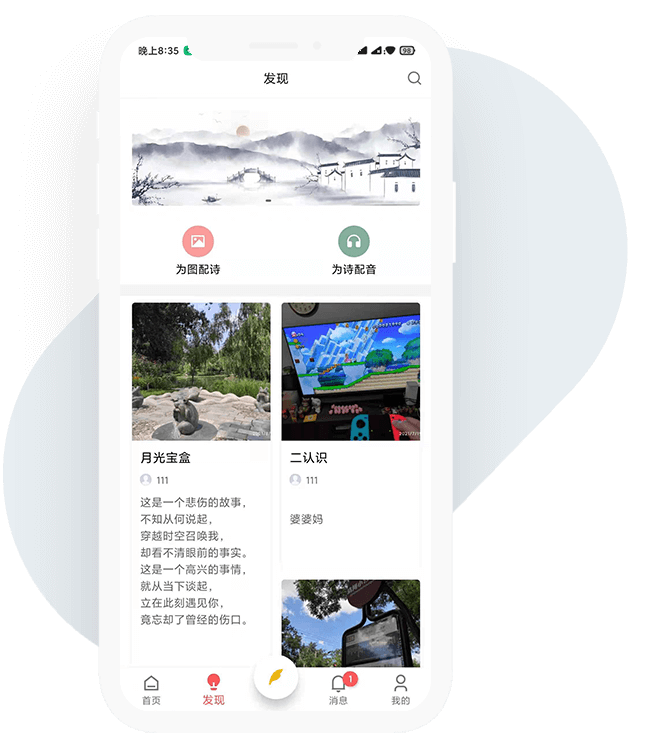 晚上8:35
98
发现
为图配诗
为诗配音
月光宝盒
111
这是一个悲伤的故事，
不知从何说起，
穿越时空召唤我，
却看不清眼前的事实。
这是一个高兴的事情，
就从当下谈起，
立在此刻遇见你，
竟忘却了曾经的伤口。
二认识
111
婆婆妈
首页
发现
消息
1
我的